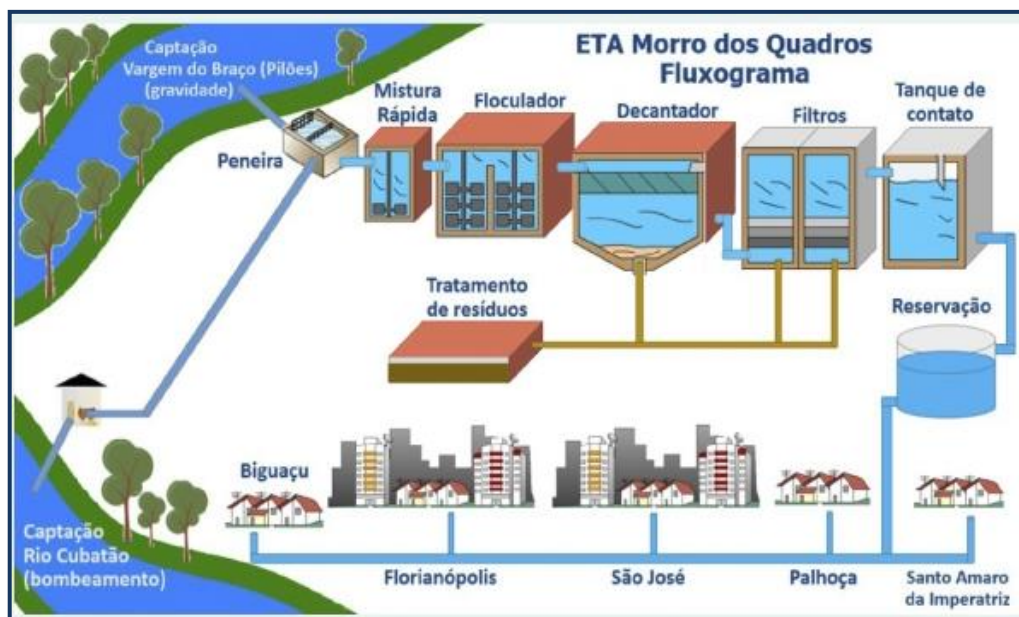 ETA Morro dos Quadros
Fluxograma
Captação
Vargem do Braço (Pilões)
(gravidade)
Peneira
Mistura
Rápida
Floculador
Decantador
Filtros
Tanque de
contato
Tratamento
de resíduos
Reservação
Captação
Rio Cubatão
(bombeamento)
Biguaçu
Florianópolis
São José
Palhoça
Santo Amaro
da Imperatriz